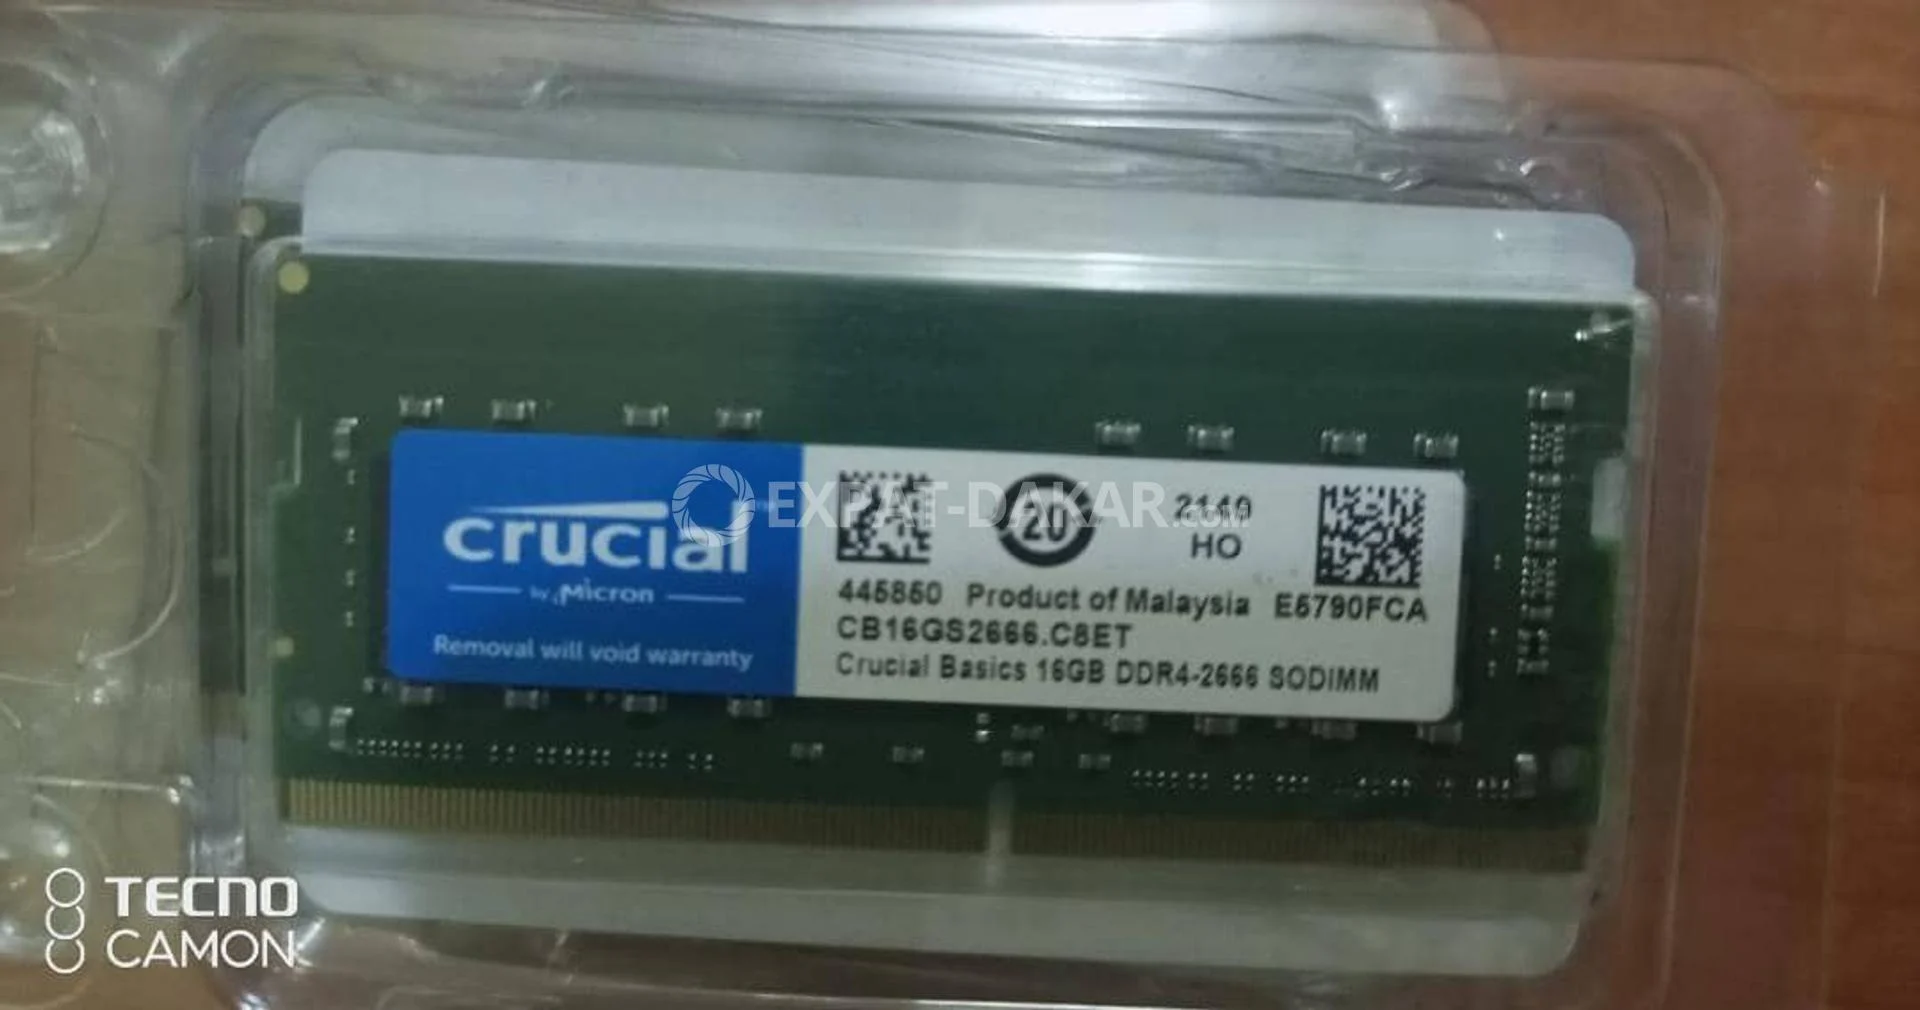 crucial
by Micron
Removal will void warranty
EXPAT-DAKAR.com
20
2140
HO
445850 Product of Malaysia E5790FCA
CB16GS2666.C8ET
Crucial Basics 16GB DDR4-2666 SODIMM
TECNO
CAMON